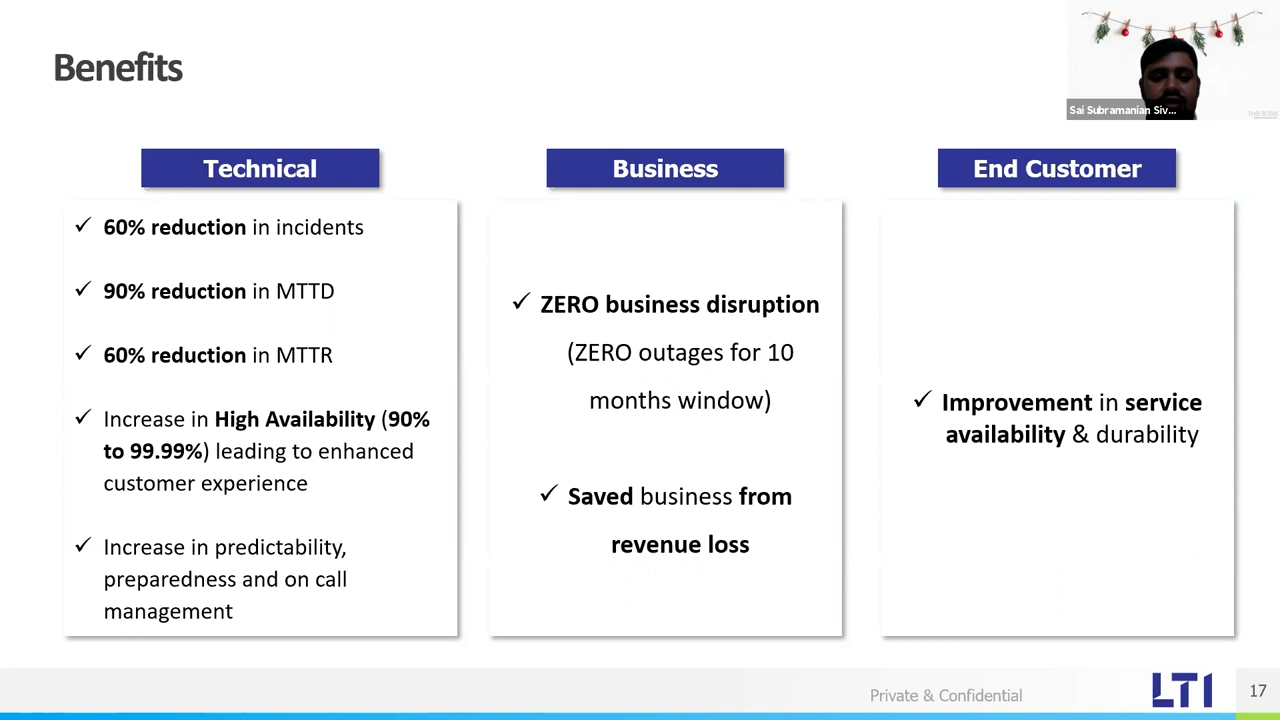 Benefits
Sai Subramanian Siv...
Technical
60% reduction in incidents
90% reduction in MTTD
60% reduction in MTTR
Increase in High Availability (90%
to 99.99%) leading to enhanced
customer experience
Increase in predictability,
preparedness and on call
management
Business
ZERO business disruption
(ZERO outages for 10
months window)
Saved business from
revenue loss
End Customer
Improvement in service
availability & durability
Private & Confidential
LTI
17